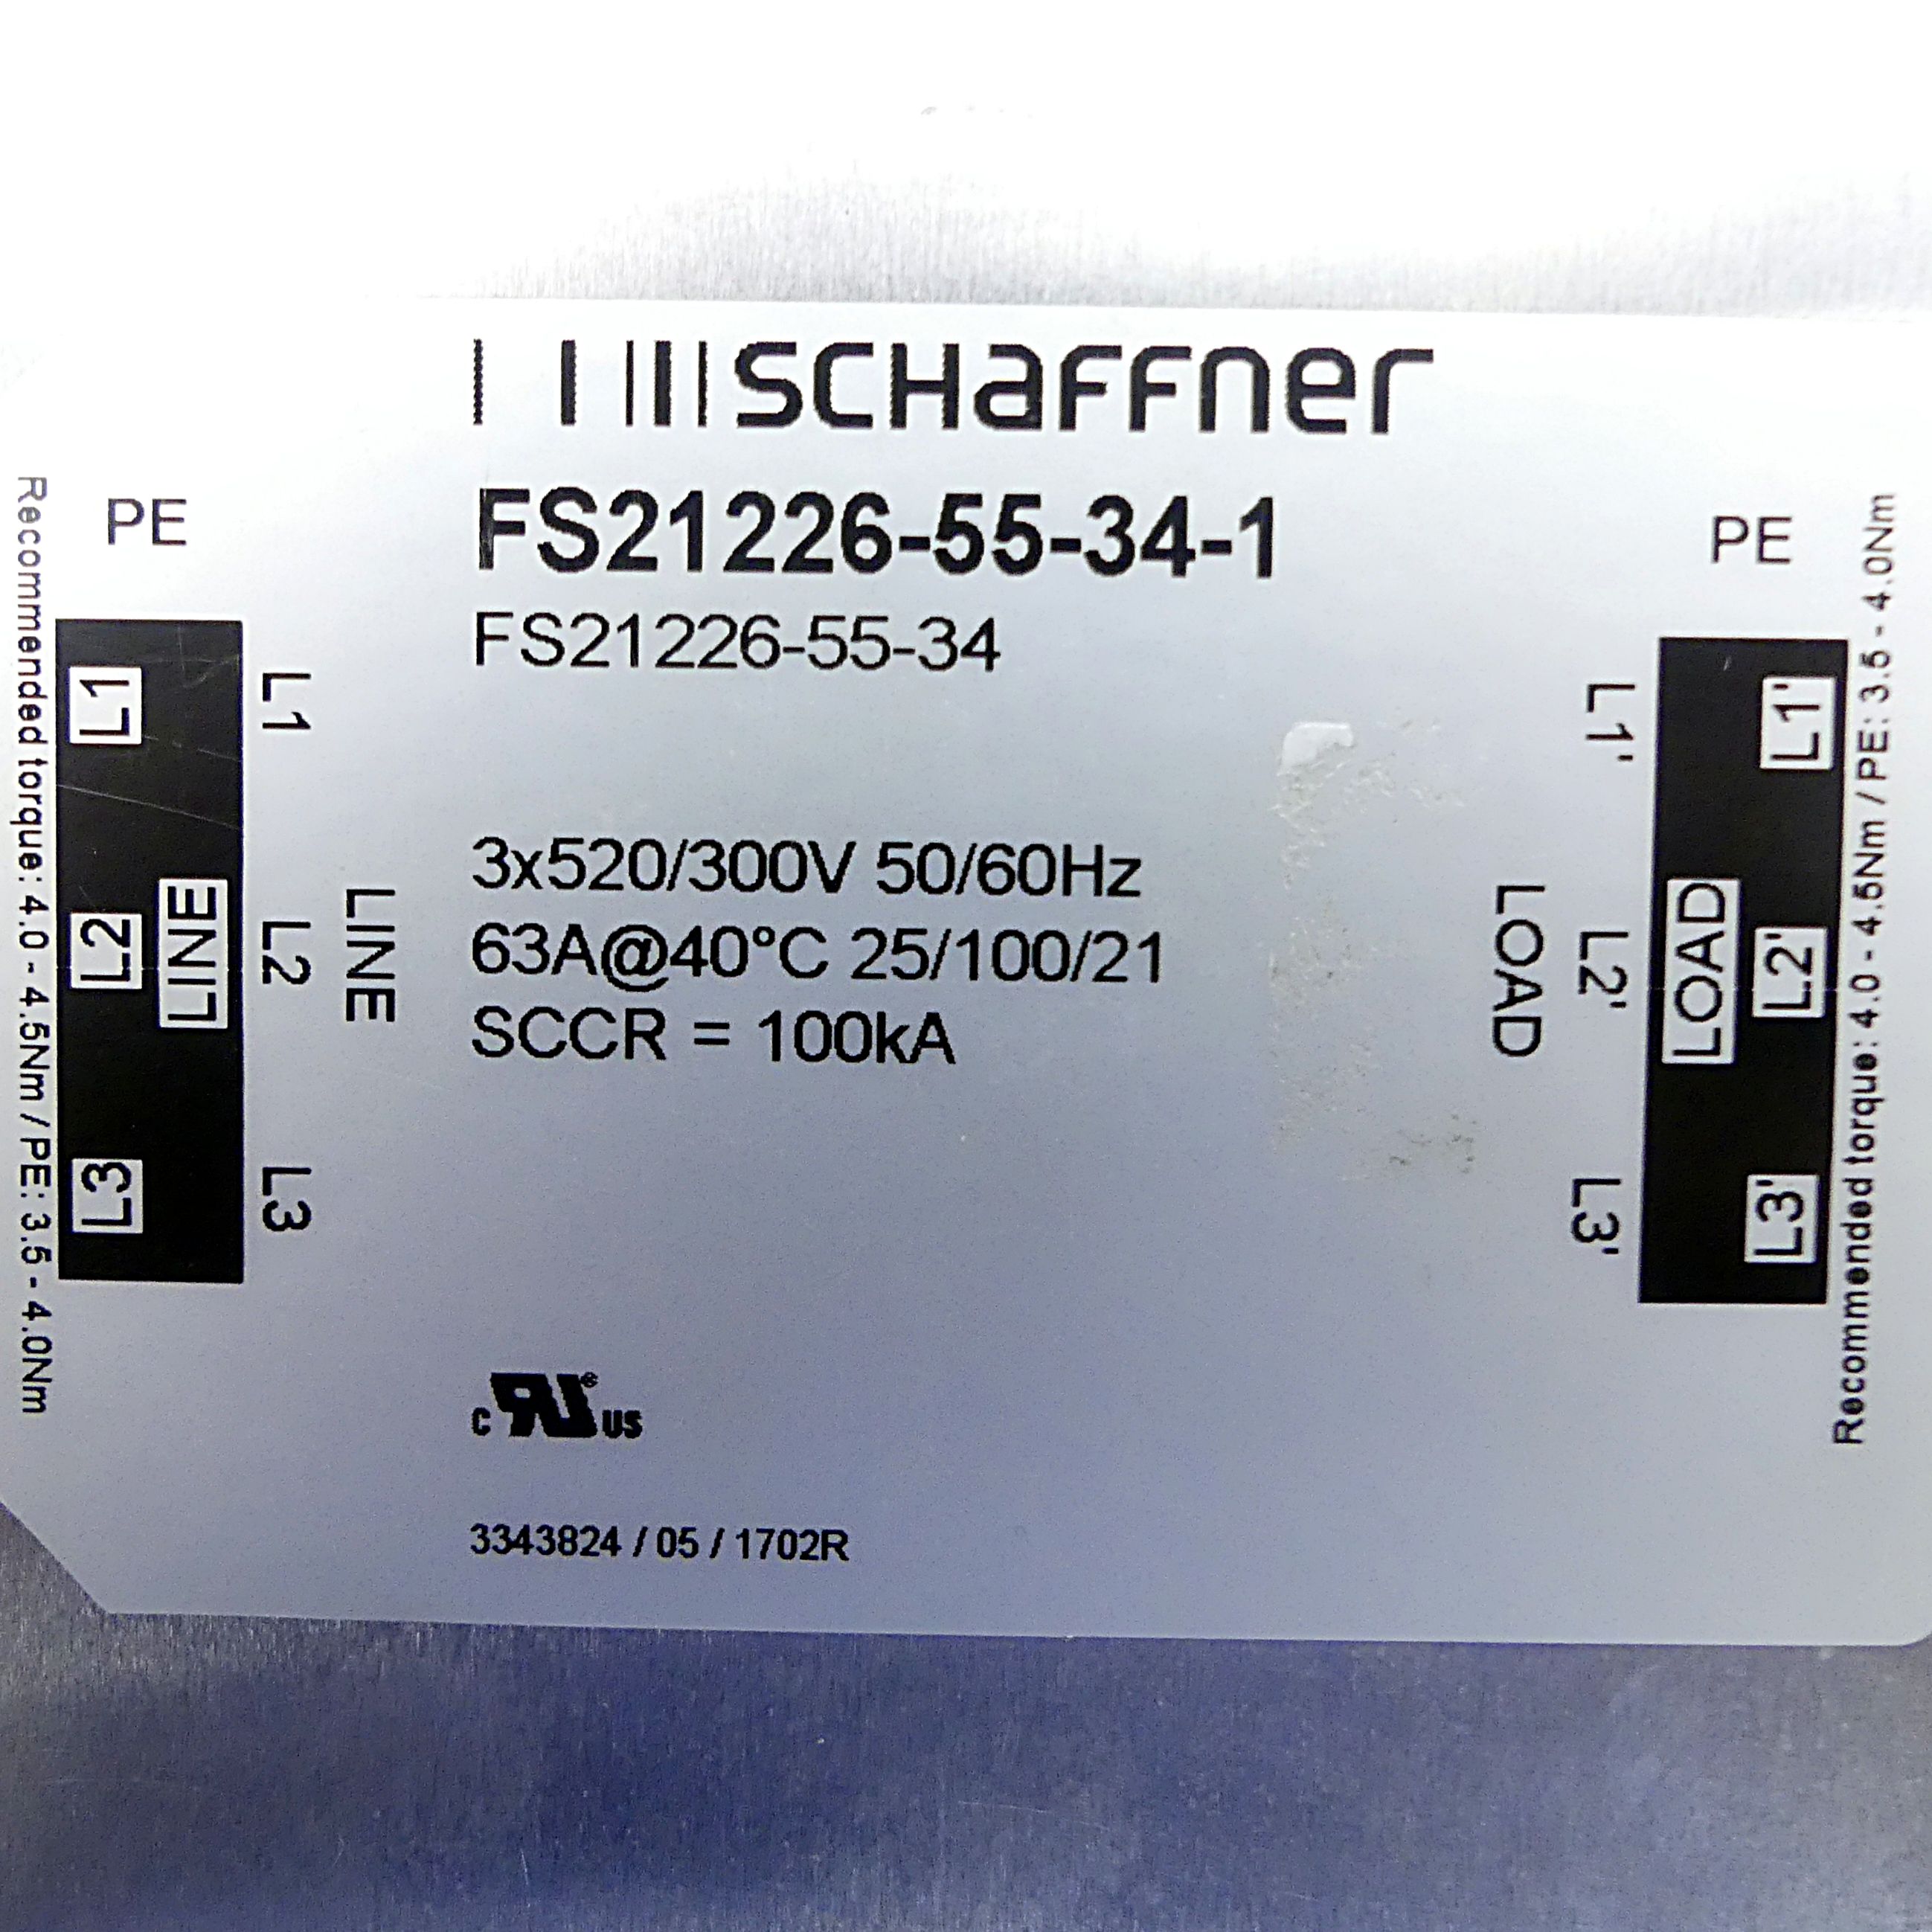 SCHaffner
FS21226-55-34-1
FS21226-55-34
3x520/300V 50/60Hz
63A@40°C 25/100/21
SCCR = 100kA
c RU® US
3343824 / 05 / 1702R
PE
L1
L2
L3
LINE
L1
L2
L3
LINE
Recommended torque: 4.0 - 4.5Nm / PE: 3.5 - 4.0Nm
PE
L1'
L2'
L3'
LOAD
L1'
L2'
L3'
LOAD
Recommended torque: 4.0 - 4.5Nm / PE: 3.5 - 4.0Nm